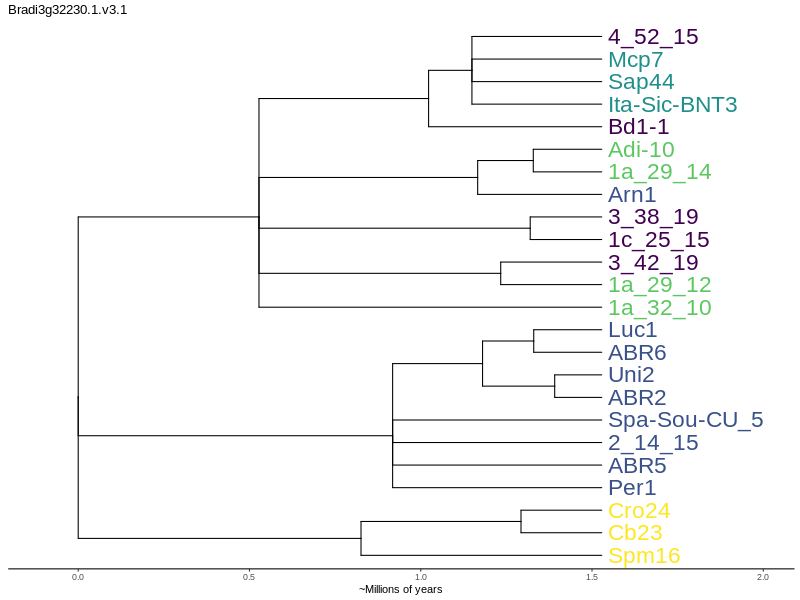 Bradi3g32230.1.v3.1
4_52_15
Mcp7
Sap44
Ita-Sic-BNT3
Bd1-1
Adi-10
1a_29_14
Arn1
3_38_19
1c_25_15
3_42_19
1a_29_12
1a_32_10
Luc1
ABR6
Uni2
ABR2
Spa-Sou-CU_5
2_14_15
ABR5
Per1
Cro24
Cb23
Spm16
0.0 0.5 1.0 1.5 2.0
~Millions of years